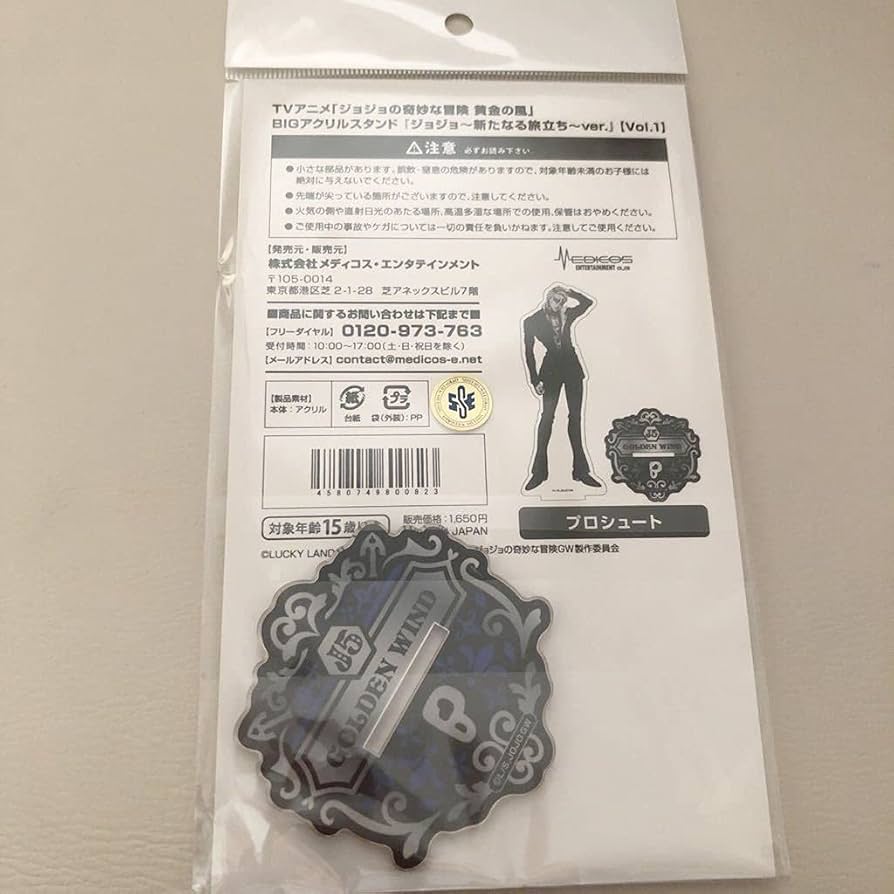 TVアニメ「ジョジョの奇妙な冒険 黄金の風」
BIGアクリルスタンド 「ジョジョ～新たなる旅立ち～ver.」【Vol.1】
⚠注意 必ずお読み下さい
●小さな部品があります。誤飲・窒息の危険がありますので、対象年齢未満のお子様には
絶対に与えないでください。
●先端が尖っている箇所がございますので、注意してください。
●火気の側や直射日光のあたる場所、高温多湿な場所での使用、保管はおやめください。
●ご使用中の事故やケガについては一切の責任を負いかねます。注意してご使用ください。
【発売元・販売元】
株式会社メディコス・エンタテインメント
〒105-0014
東京都港区芝2-1-28 芝アネックスビル7階
MEDICOS
ENTERTAINMENT CO.,LTD
■商品に関するお問い合わせは下記まで■
【フリーダイヤル】 0120-973-763
受付時間：10:00～17:00（土・日・祝日を除く）
【メールアドレス】contact@medicos-e.net
【製品素材】
本体：アクリル
紙
台紙
プラ
袋（外装）：PP
J5
GOLDEN WIND
P
プロシュート
4580749800823
対象年齢15歳
販売価格：1,650円
JAPAN
©LUCKY LAND
ジョジョの奇妙な冒険GW製作委員会
J5
GOLDEN WIND
P
©L/S,JOJOGW